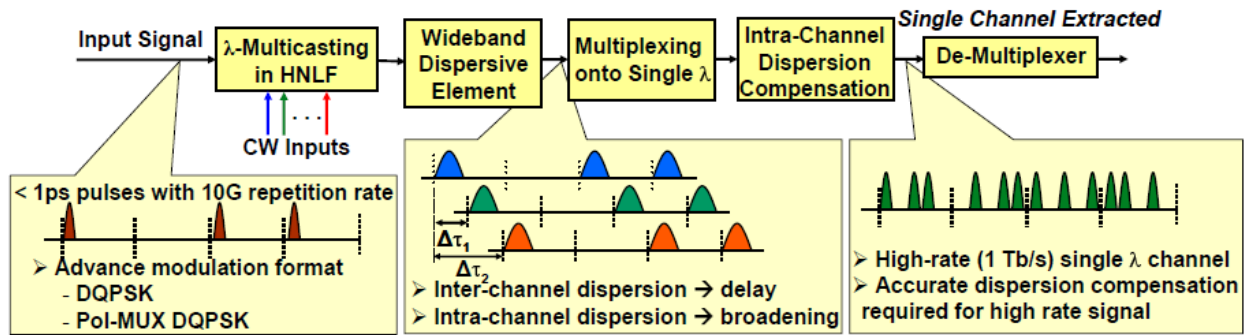 Single Channel Extracted
Input Signal
λ-Multicasting
in HNLF
Wideband
Dispersive
Element
Multiplexing
onto Single λ
Intra-Channel
Dispersion
Compensation
De-Multiplexer
. . .
CW Inputs
< 1ps pulses with 10G repetition rate
➢ Advance modulation format
- DQPSK
- Pol-MUX DQPSK
Δτ1
Δτ2
➢ Inter-channel dispersion → delay
➢ Intra-channel dispersion → broadening
➢ High-rate (1 Tb/s) single λ channel
➢ Accurate dispersion compensation
required for high rate signal